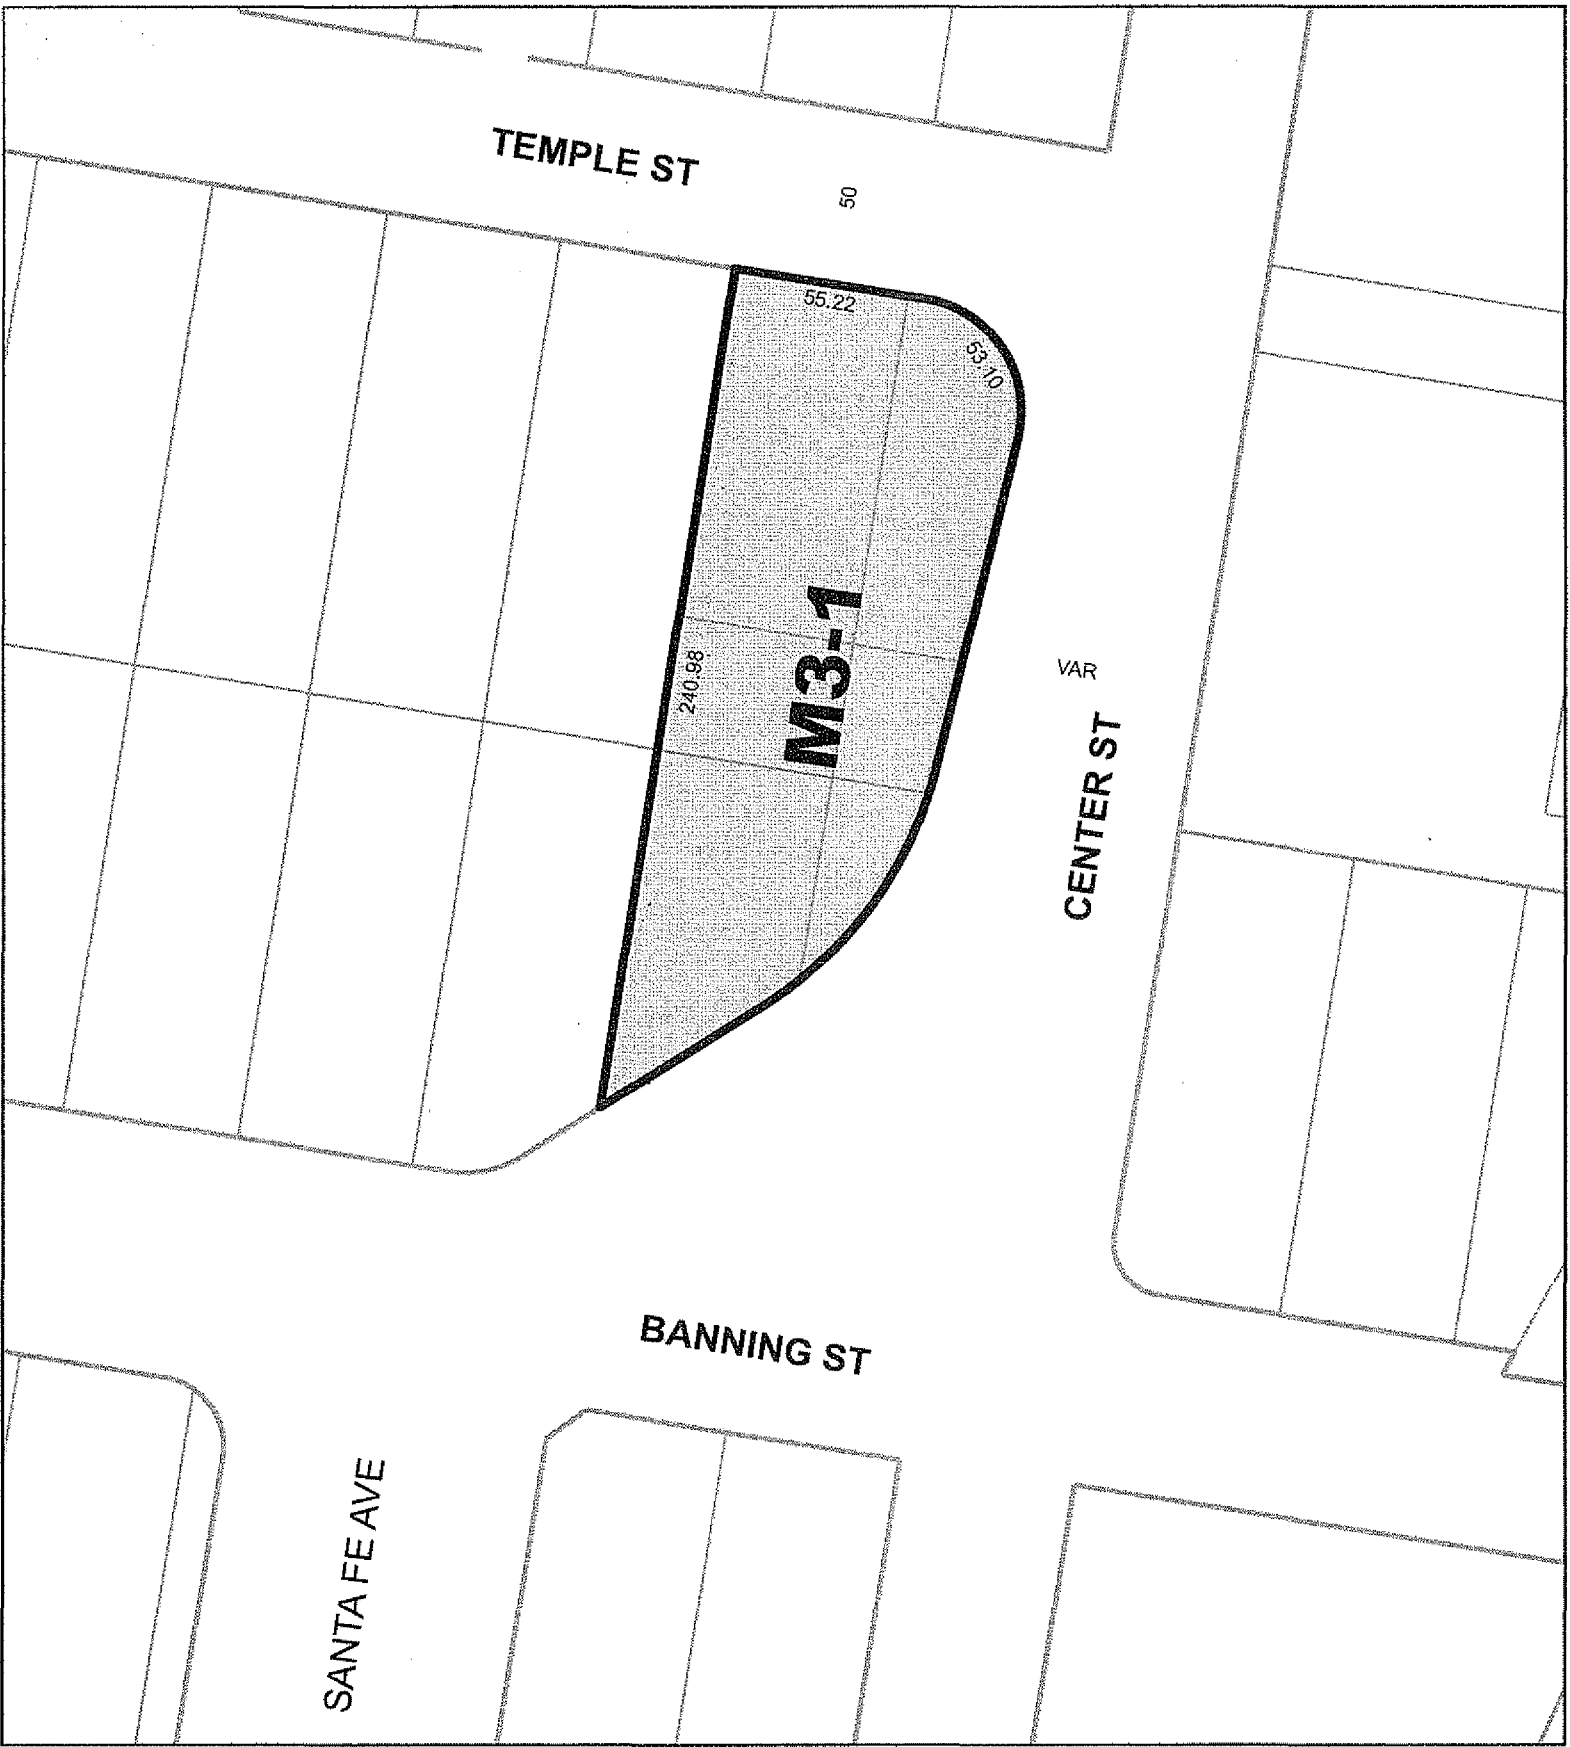 TEMPLE ST
50
55.22
53.10
M3-1
240.98
VAR
CENTER ST
BANNING ST
SANTA FE AVE